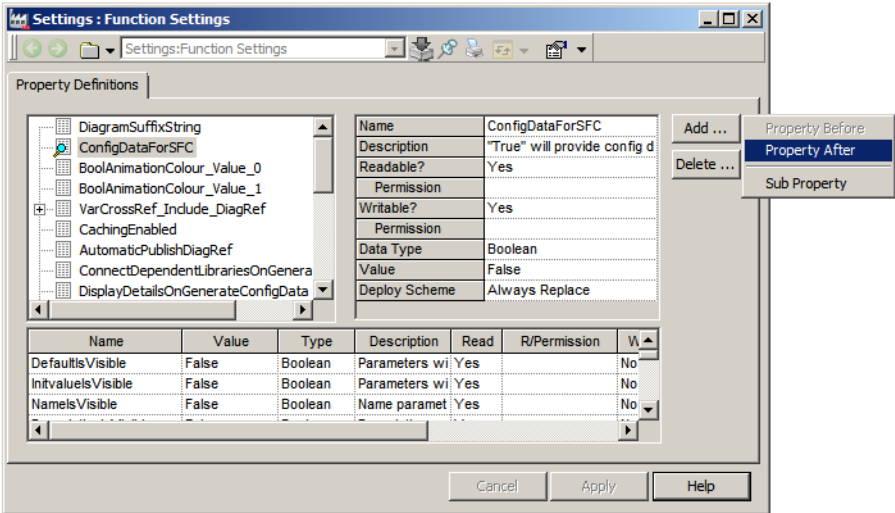 Settings : Function Settings
Settings:Function Settings
Property Definitions
DiagramSuffixString
ConfigDataForSFC
BoolAnimationColour_Value_0
BoolAnimationColour_Value_1
VarCrossRef_Include_DiagRef
CachingEnabled
AutomaticPublishDiagRef
ConnectDependentLibrariesOnGenera
DisplayDetailsOnGenerateConfigData
Name ConfigDataForSFC
Description "True" will provide config d
Readable? Yes
Permission
Writable? Yes
Permission
Data Type Boolean
Value False
Deploy Scheme Always Replace
Add ...
Delete ...
Property Before
Property After
Sub Property
Name Value Type Description Read R/Permission W
DefaultIsVisible False Boolean Parameters wi Yes No
InitvalueIsVisible False Boolean Parameters wi Yes No
NameIsVisible False Boolean Name paramet Yes No
Cancel Apply Help